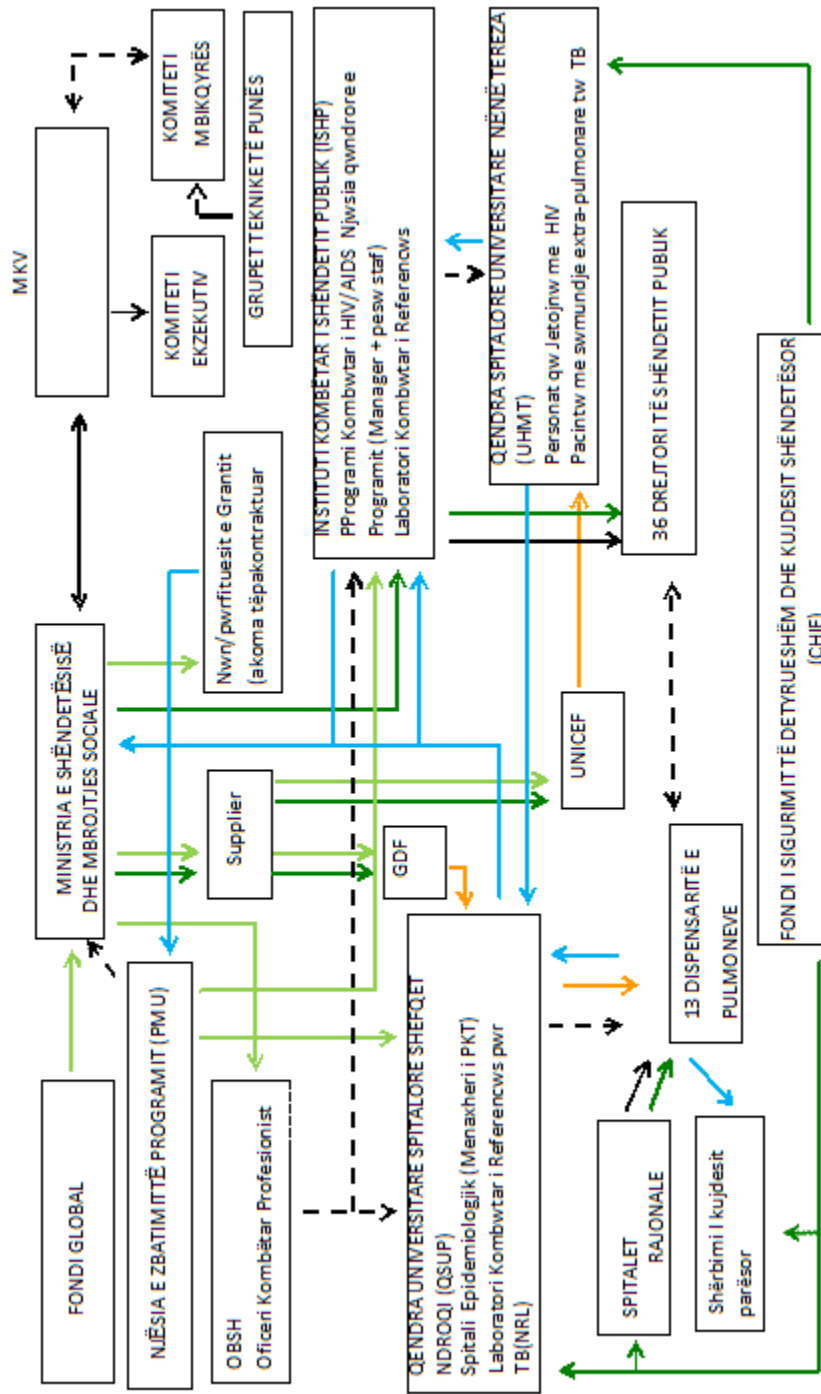 FONDI GLOBAL
MINISTRIA E SHËNDETËSISË
DHE MBROJTJES SOCIALE
MKV
KOMITETI
EKZEKUTIV
KOMITETI
MBIKQYRËS
GRUPET TEKNIKE TË PUNËS
NJËSIA E ZBATIMIT TË PROGRAMIT (PMU)
Nwn/pwrfituesit e Grantit
(akoma tëpakontraktuar
Supplier
OBSH
Oficeri Kombëtar Profesionist
GDF
INSTITUTI KOMBËTAR I SHËNDETIT PUBLIK (ISHP)
PProgrami Kombwtar i HIV/AIDS Njwsia qwndroree
Programit (Manager + pesw staf)
Laboratori Kombwtar i Referencws
QENDRA UNIVERSITARE SPITALORE SHEFQET
NDROQI (QSUP)
Spitali Epidemiologjik (Menaxheri i PKT)
Laboratori Kombwtar i Referencws pwr
TB(NRL)
UNICEF
QENDRA SPITALORE UNIVERSITARE NËNË TEREZA
(UHMT)
Personat qw Jetojnw me HIV
Pacintw me swmundje extra-pulmonare tw TB
SPITALET
RAJONALE
13 DISPENSARITË E
PULMONEVE
36 DREJTORI TË SHËNDETIT PUBLIK
Shërbimi I kujdesit
parësor
FONDI I SIGURIMIT TË DETYRUESHËM DHE KUJDESIT SHËNDETËSOR
(CHIF)